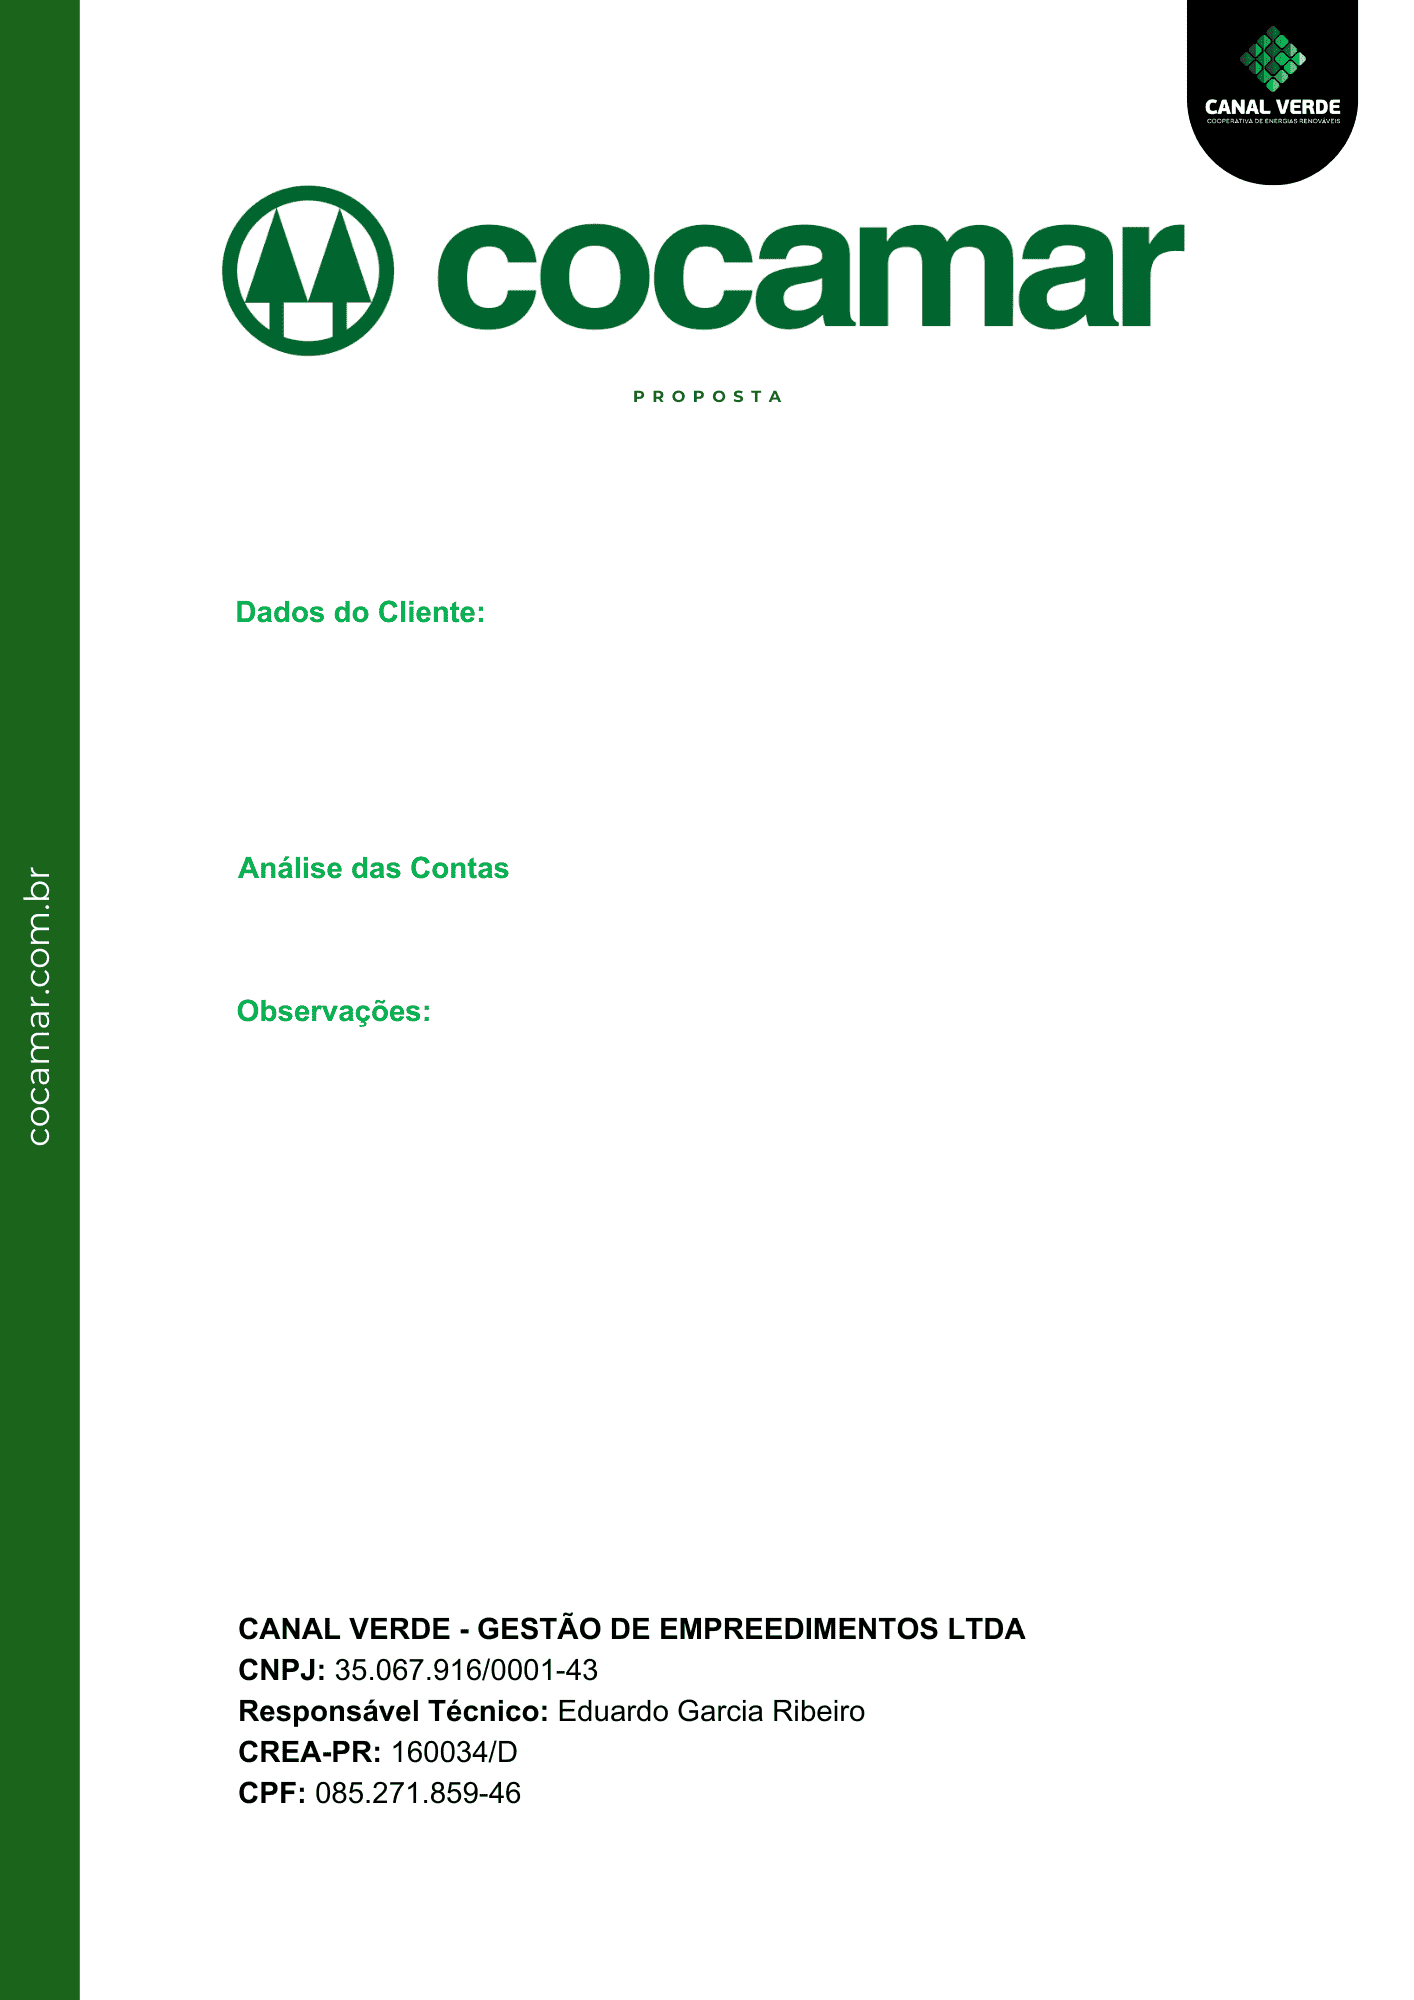 CANAL VERDE
COOPERATIVA DE ENERGIAS RENOVÁVEIS
cocamar
PROPOSTA
Dados do Cliente:
Análise das Contas
Observações:
cocamar.com.br
CANAL VERDE - GESTÃO DE EMPREEDIMENTOS LTDA
CNPJ: 35.067.916/0001-43
Responsável Técnico: Eduardo Garcia Ribeiro
CREA-PR: 160034/D
CPF: 085.271.859-46